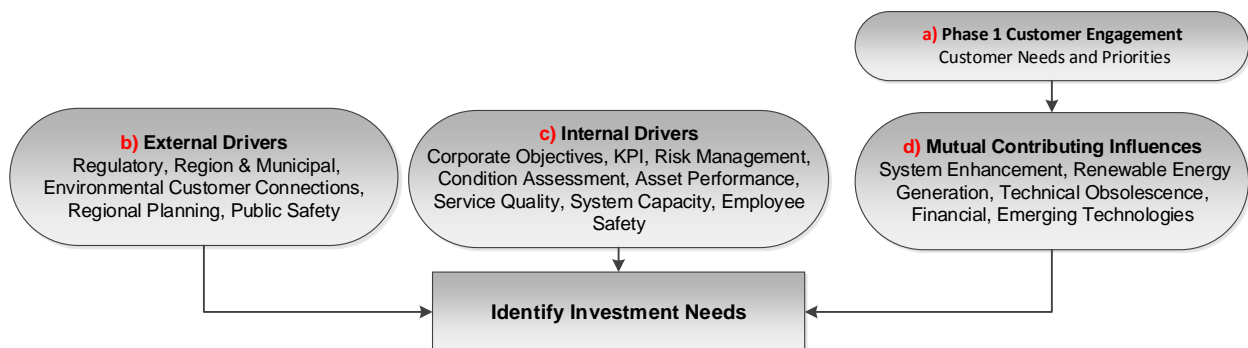 a) Phase 1 Customer Engagement
Customer Needs and Priorities
b) External Drivers
Regulatory, Region & Municipal,
Environmental Customer Connections,
Regional Planning, Public Safety
c) Internal Drivers
Corporate Objectives, KPI, Risk Management,
Condition Assessment, Asset Performance,
Service Quality, System Capacity, Employee
Safety
d) Mutual Contributing Influences
System Enhancement, Renewable Energy
Generation, Technical Obsolescence,
Financial, Emerging Technologies
Identify Investment Needs